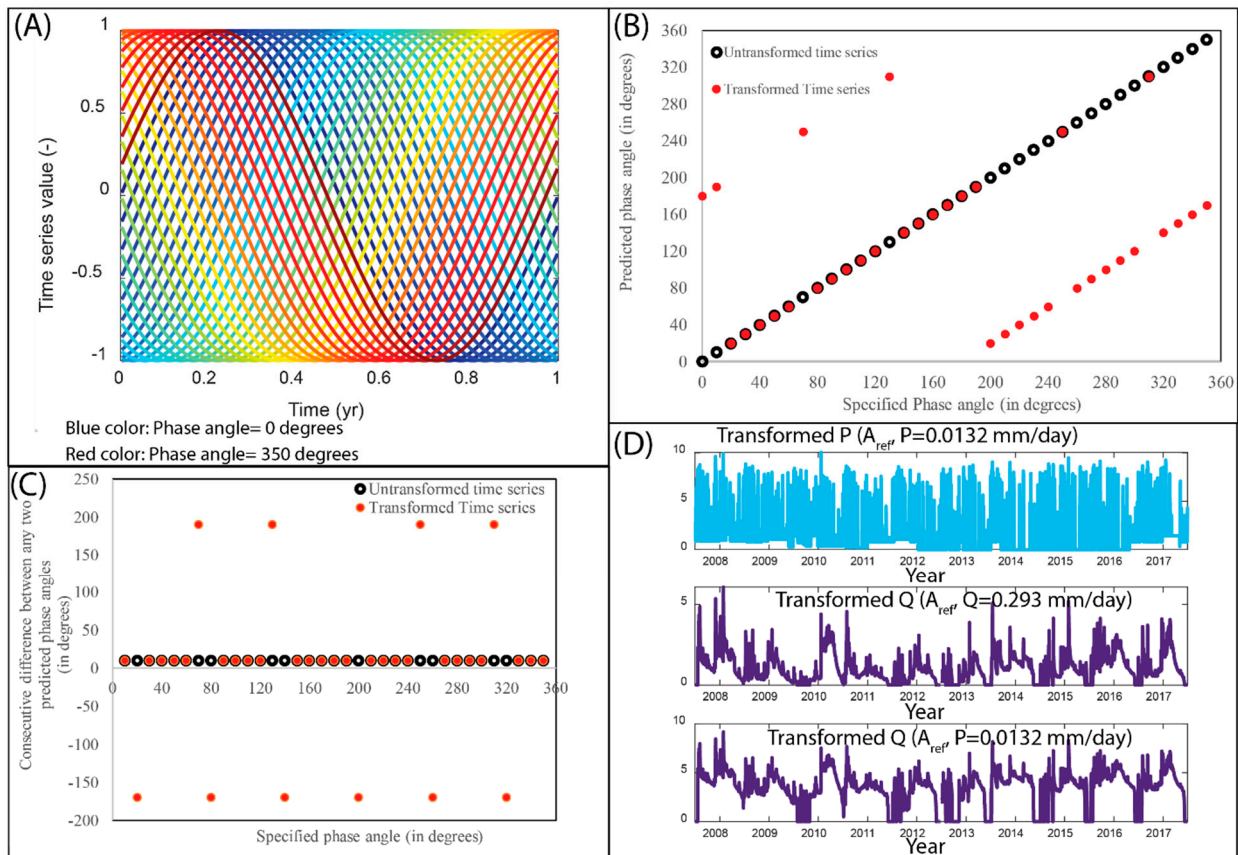 (A)
1
0.5
0
-0.5
-1
Time series value (-)
0 0.2 0.4 0.6 0.8 1
Time (yr)
Blue color: Phase angle= 0 degrees
Red color: Phase angle= 350 degrees
(B)
360
320
280
240
200
160
120
80
40
0
Predicted phase angle (in degrees)
Untransformed time series
Transformed Time series
0 40 80 120 160 200 240 280 320 360
Specified Phase angle (in degrees)
(C)
250
200
150
100
50
0
-50
-100
-150
-200
Consecutive difference between any two
predicted phase angles
(in degrees)
Untransformed time series
Transformed Time series
0 40 80 120 160 200 240 280 320 360
Specified phase angle (in degrees)
(D)
Transformed P (Aref, P=0.0132 mm/day)
10
5
0
2008 2009 2010 2011 2012 2013 2014 2015 2016 2017
Year
Transformed Q (Aref, Q=0.293 mm/day)
5
0
2008 2009 2010 2011 2012 2013 2014 2015 2016 2017
Year
Transformed Q (Aref, P=0.0132 mm/day)
10
5
0
2008 2009 2010 2011 2012 2013 2014 2015 2016 2017
Year